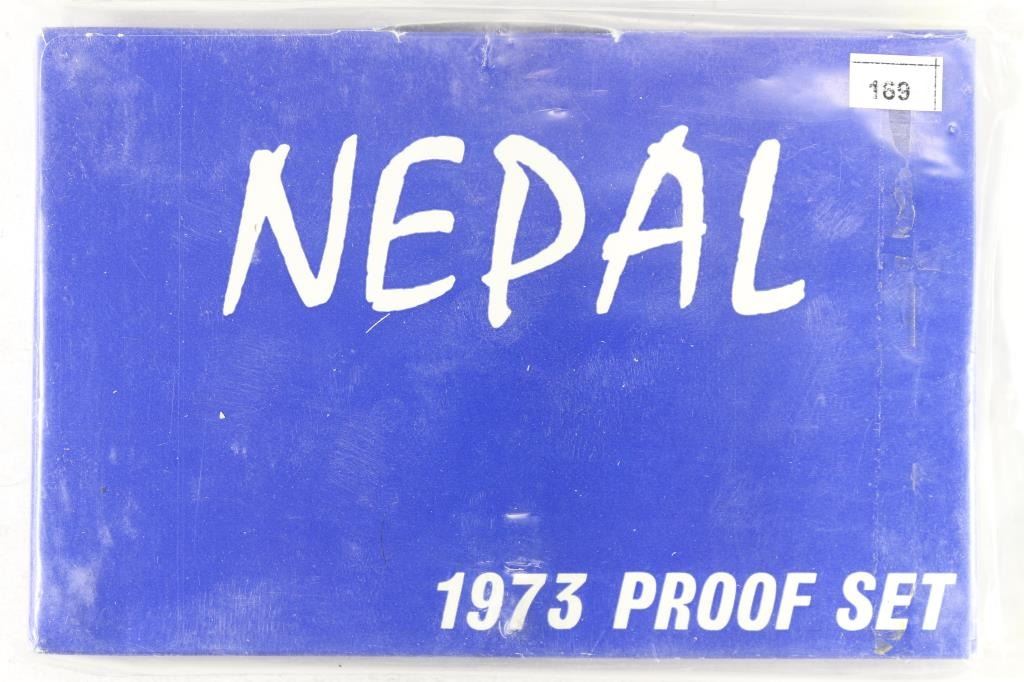 169
NEPAL
1973 PROOF SET